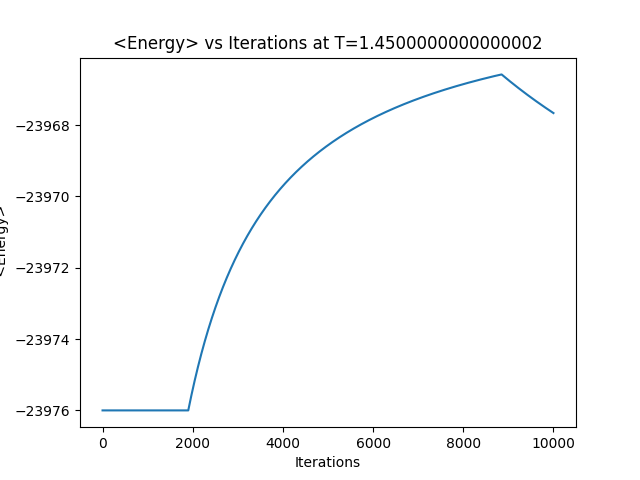 <Energy> vs Iterations at T=1.4500000000000002
−23968
−23970
−23972
−23974
−23976
<Energy>
0 2000 4000 6000 8000 10000
Iterations